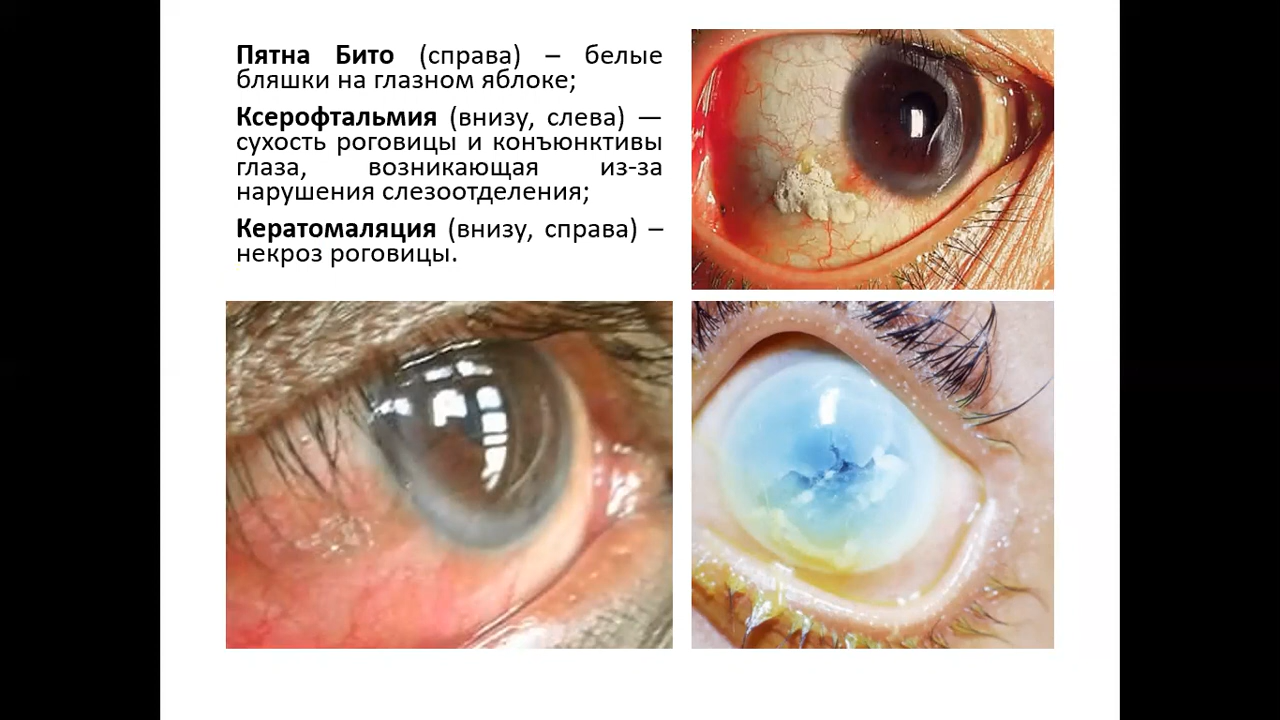 Пятна Бито (справа) – белые
бляшки на глазном яблоке;
Ксерофтальмия (внизу, слева) —
сухость роговицы и конъюнктивы
глаза, возникающая из-за
нарушения слезоотделения;
Кератомаляция (внизу, справа) –
некроз роговицы.